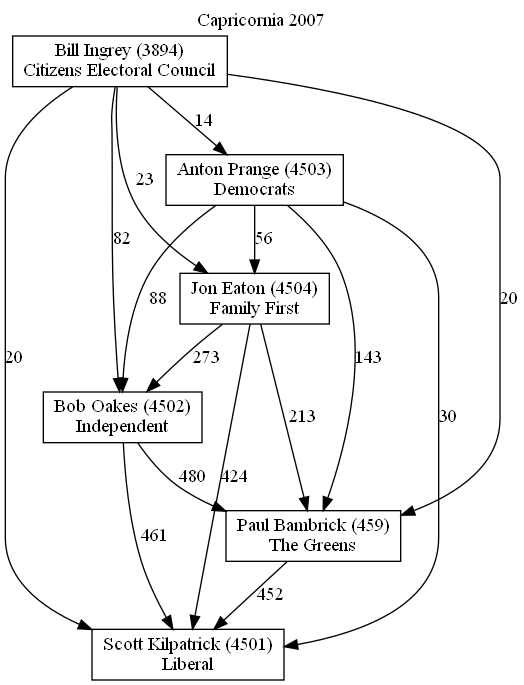 Capricornia 2007
Bill Ingrey (3894)
Citizens Electoral Council
14
Anton Prange (4503)
Democrats
23
82
56
88
Jon Eaton (4504)
Family First
20
20
143
273
Bob Oakes (4502)
Independent
213
30
480
424
Paul Bambrick (459)
The Greens
461
452
Scott Kilpatrick (4501)
Liberal